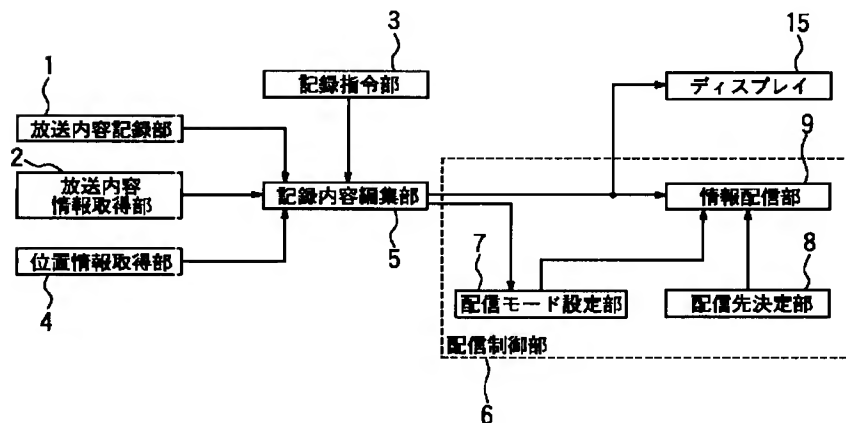 3
15
記録指令部
ディスプレイ
1
放送内容記録部
2
放送内容
情報取得部
記録内容編集部
5
9
情報配信部
位置情報取得部
4
7
配信モード設定部
8
配信先決定部
配信制御部
6